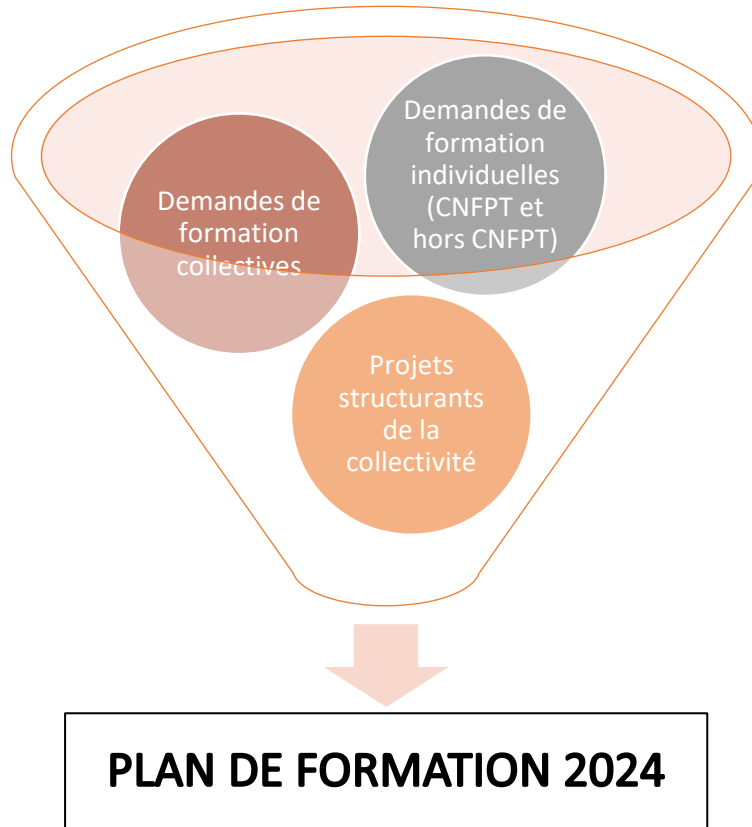 Demandes de
formation
individuelles
(CNFPT et
hors CNFPT)
Demandes de
formation
collectives
Projets
structurants
de la
collectivité
PLAN DE FORMATION 2024